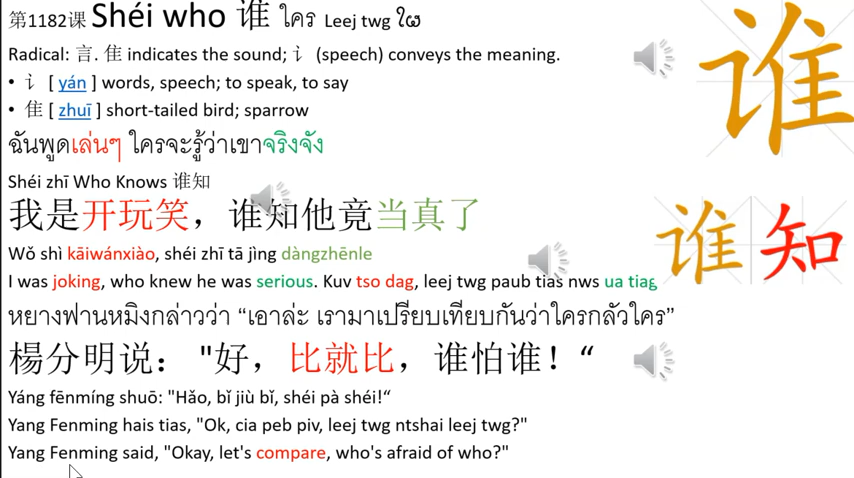 第1182课 Shéi who 谁 ใคร Leej twg ใผ
Radical: 言. 隹 indicates the sound; 讠 (speech) conveys the meaning.
• 讠 [ yán ] words, speech; to speak, to say
• 隹 [ zhuī ] short-tailed bird; sparrow
ฉันพูดเล่นๆ ใครจะรู้ว่าเขาจริงจัง
Shéi zhī Who Knows 谁知
我是开玩笑，谁知他竟当真了
Wǒ shì kāiwánxiào, shéi zhī tā jìng dàngzhēnle
I was joking, who knew he was serious. Kuv tso dag, leej twg paub tias nws ua tiag
หยางฟานหมิงกล่าวว่า “เอาล่ะ เรามาเปรียบเทียบกันว่าใครกลัวใคร”
楊分明说： "好，比就比，谁怕谁！“
Yáng fēnmíng shuō: "Hǎo, bǐ jiù bǐ, shéi pà shéi!“
Yang Fenming hais tias, "Ok, cia peb piv, leej twg ntshai leej twg?"
Yang Fenming said, "Okay, let's compare, who's afraid of who?"
谁
谁知